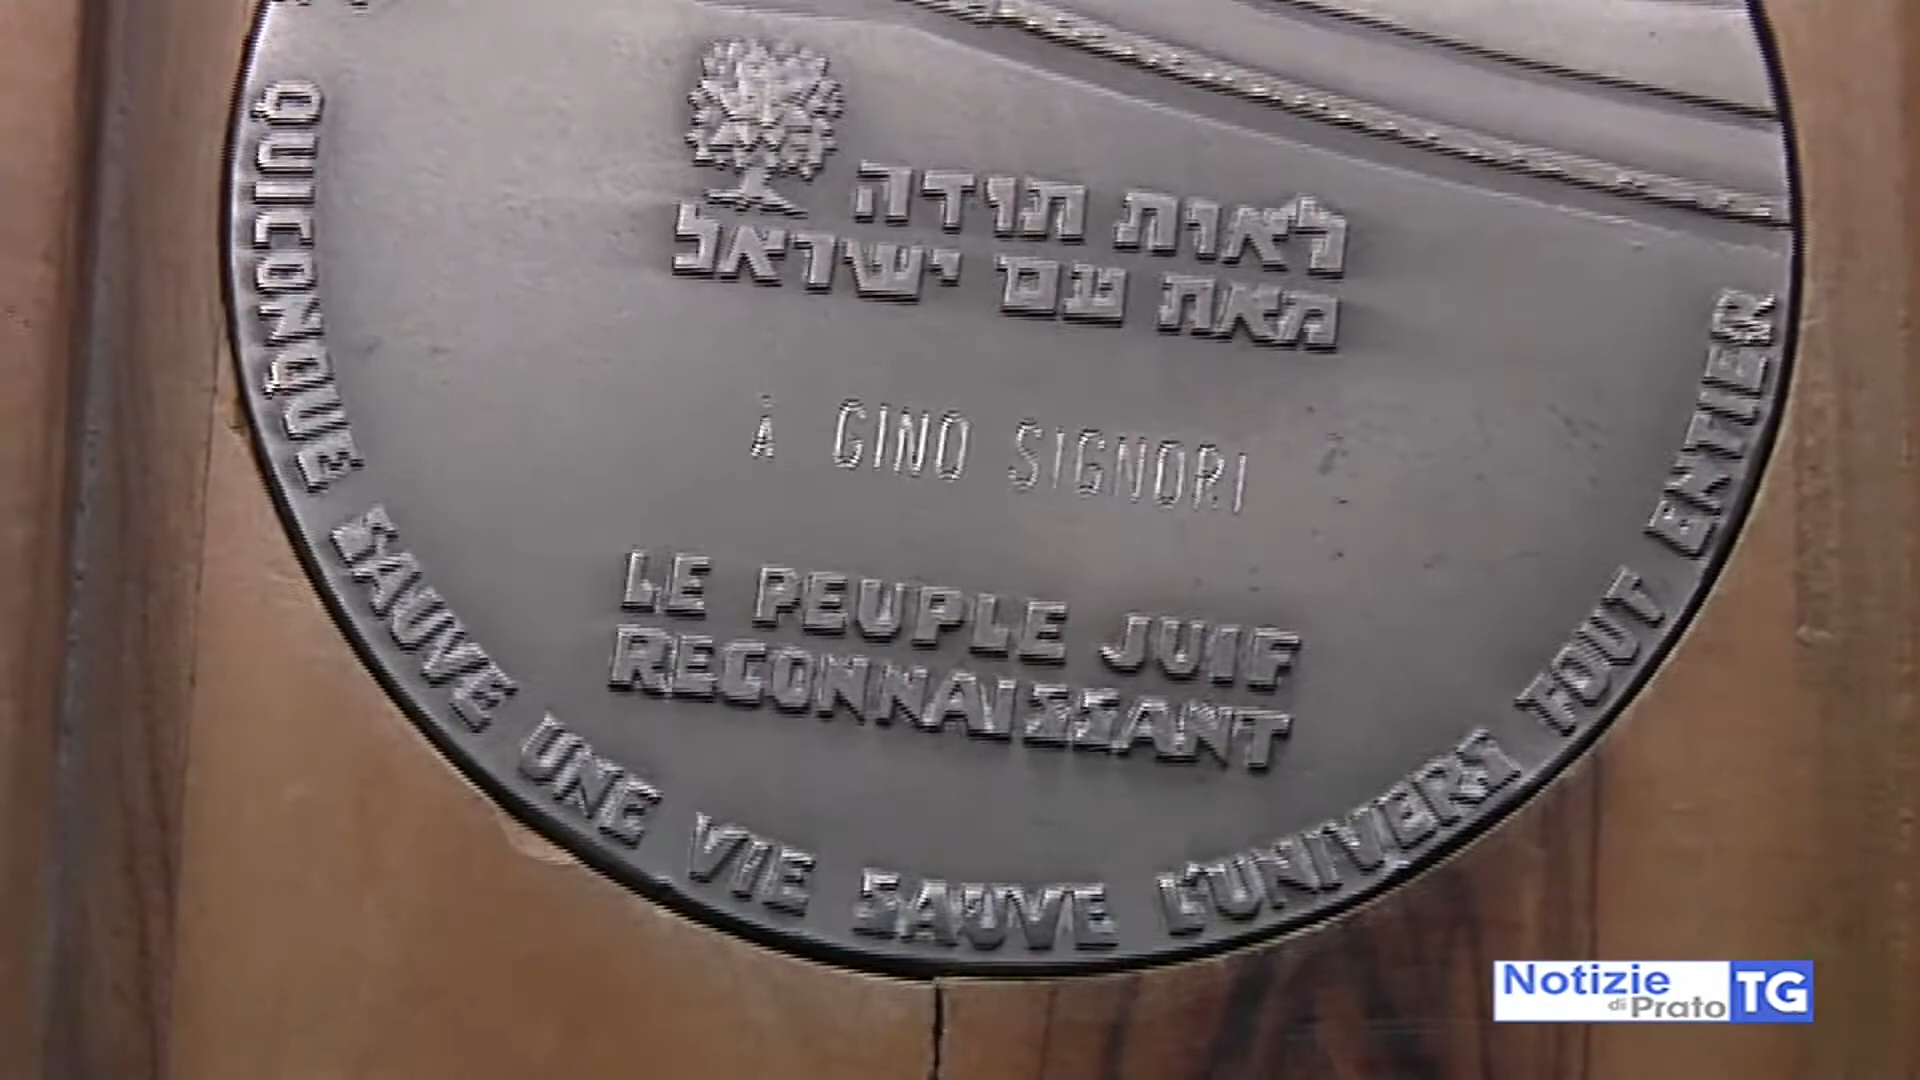 לאות תודה
מאת עם ישראל
À GINO SIGNORI
LE PEUPLE JUIF
RECONNAISSANT
QUICONQUE SAUVE UNE VIE SAUVE L'UNIVERS TOUT ENTIER
Notizie
di Prato
TG